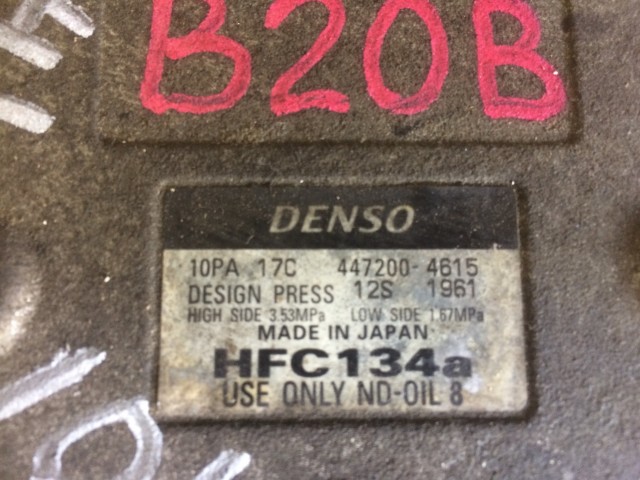 B20B
DENSO
10PA 17C 447200-4615
DESIGN PRESS 12S 1961
HIGH SIDE 3.53MPa LOW SIDE 1.67MPa
MADE IN JAPAN
HFC134a
USE ONLY ND-OIL 8